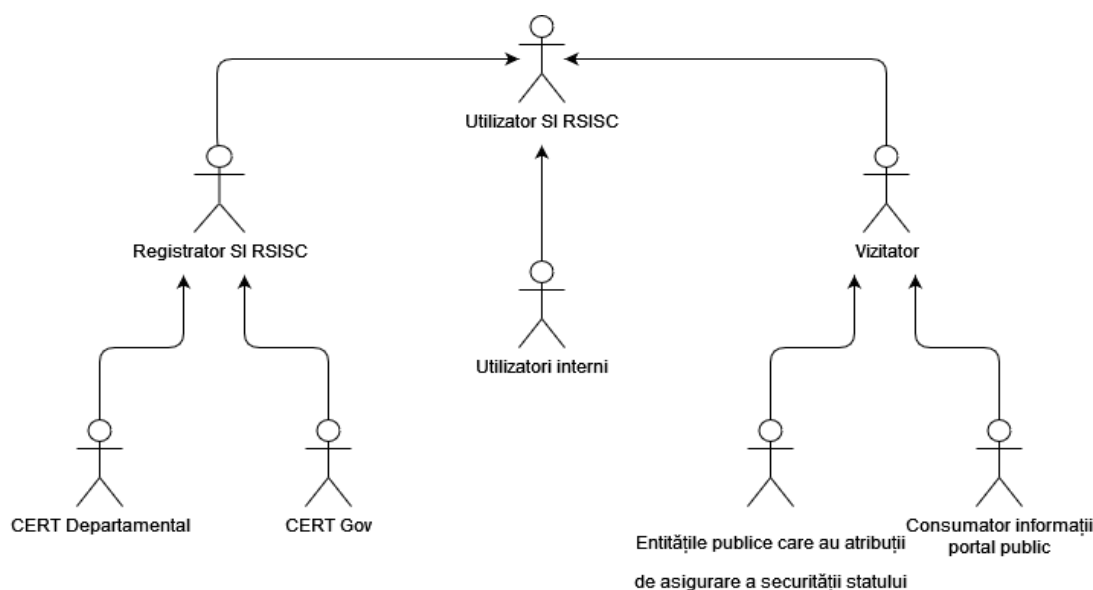 Utilizator SI RSISC
Registrator SI RSISC
Vizitator
Utilizatori interni
CERT Departamental
CERT Gov
Entitățile publice care au atribuții
de asigurare a securității statului
Consumator informații
portal public